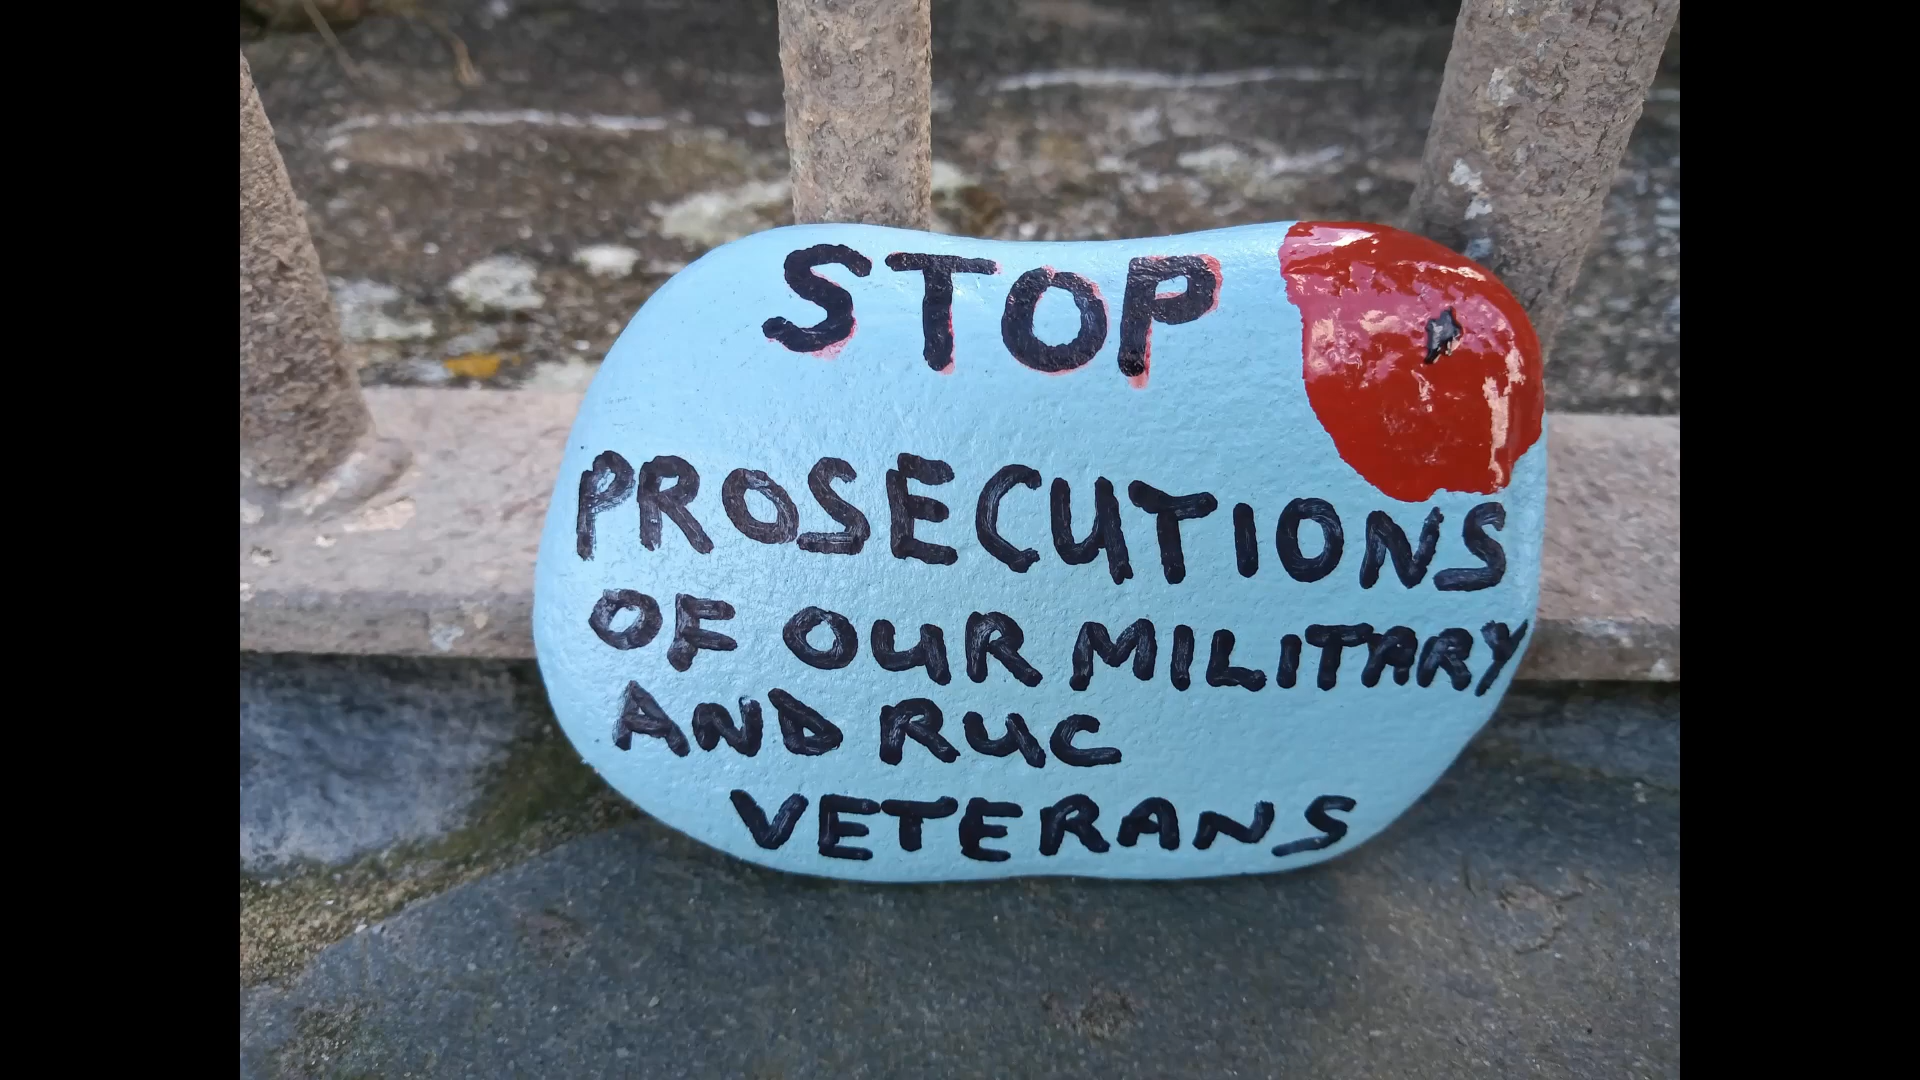 STOP
PROSECUTIONS
OF OUR MILITARY
AND RUC
VETERANS